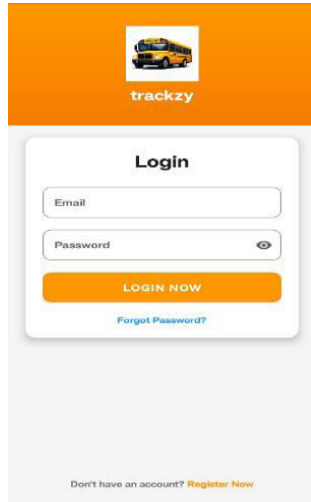 trackzy
Login
Email
Password
LOGIN NOW
Forgot Password?
Don't have an account? Register Now